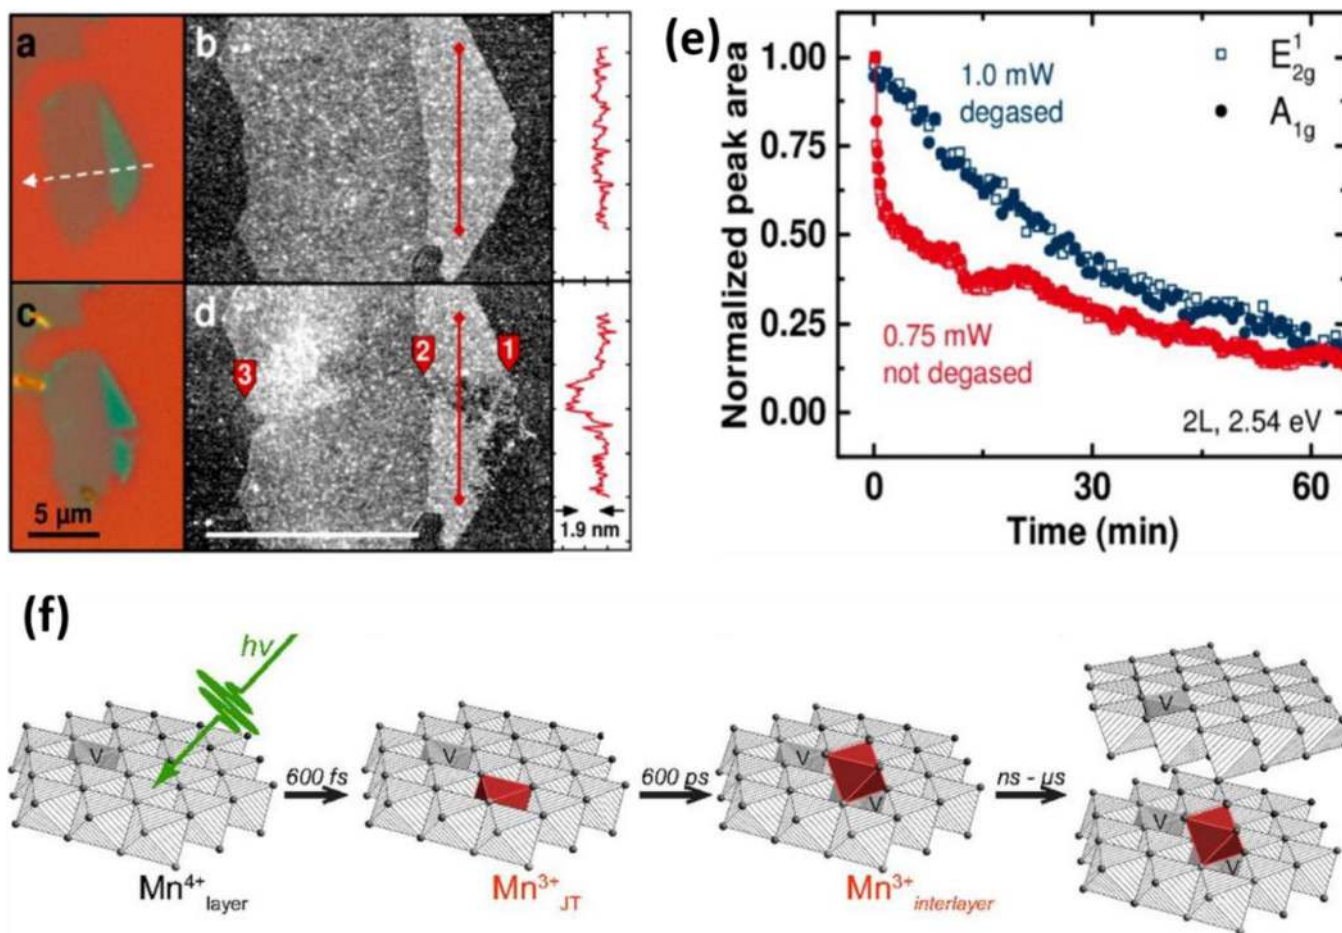 a
b
c
d
3
2
1
5 µm
1.9 nm
(e)
Normalized peak area
1.00
0.75
0.50
0.25
0.00
1.0 mW
degased
E¹2g
A1g
0.75 mW
not degased
2L, 2.54 eV
0
30
60
Time (min)
(f)
hν
V
600 fs
V
600 ps
V
V
ns - µs
V
V
V
Mn⁴⁺layer
Mn³⁺JT
Mn³⁺interlayer